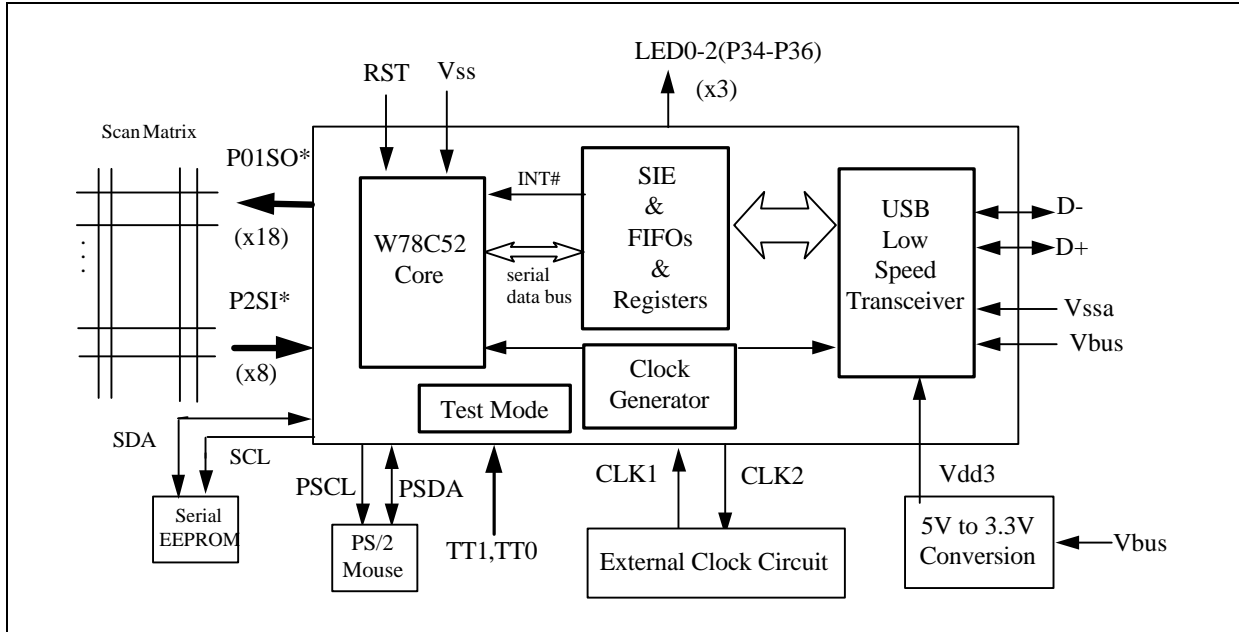 LED0-2(P34-P36)
(x3)
RST
Vss
Scan Matrix
P01SO*
(x18)
P2SI*
(x8)
W78C52
Core
INT#
serial
data bus
SIE
&
FIFOs
&
Registers
USB
Low
Speed
Transceiver
D-
D+
Vssa
Vbus
Clock
Generator
Test Mode
SDA
SCL
PSCL
PSDA
CLK1
CLK2
Vdd3
Serial
EEPROM
PS/2
Mouse
TT1,TT0
External Clock Circuit
5V to 3.3V
Conversion
Vbus